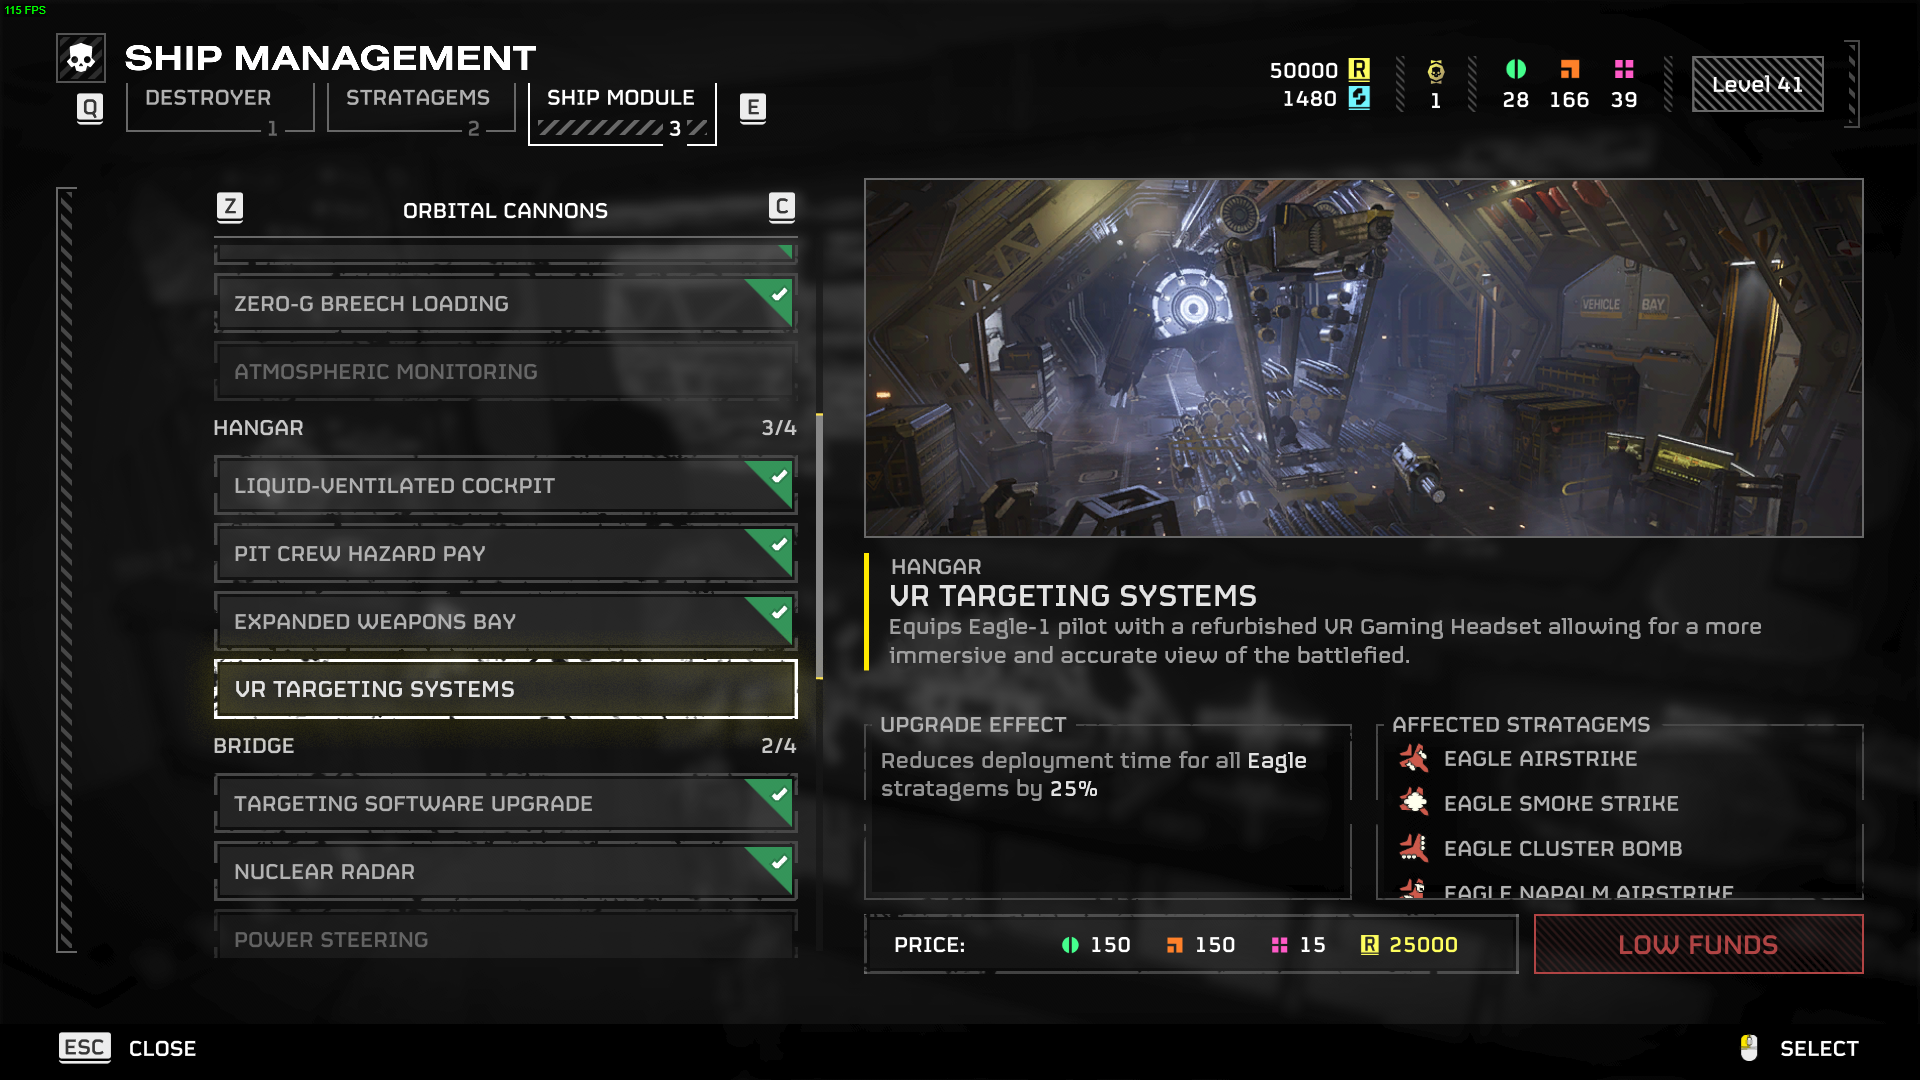 115 FPS
SHIP MANAGEMENT
Q
DESTROYER
1
STRATAGEMS
2
SHIP MODULE
3
E
50000 R
1480 S
1
28 166 39
Level 41
Z
ORBITAL CANNONS
C
ZERO-G BREECH LOADING
ATMOSPHERIC MONITORING
HANGAR 3/4
LIQUID-VENTILATED COCKPIT
PIT CREW HAZARD PAY
EXPANDED WEAPONS BAY
VR TARGETING SYSTEMS
BRIDGE 2/4
TARGETING SOFTWARE UPGRADE
NUCLEAR RADAR
POWER STEERING
VEHICLE BAY
HANGAR
VR TARGETING SYSTEMS
Equips Eagle-1 pilot with a refurbished VR Gaming Headset allowing for a more
immersive and accurate view of the battlefied.
UPGRADE EFFECT
Reduces deployment time for all Eagle
stratagems by 25%
AFFECTED STRATAGEMS
EAGLE AIRSTRIKE
EAGLE SMOKE STRIKE
EAGLE CLUSTER BOMB
EAGLE NAPALM AIRSTRIKE
PRICE: 150 150 15 R 25000
LOW FUNDS
ESC CLOSE
SELECT